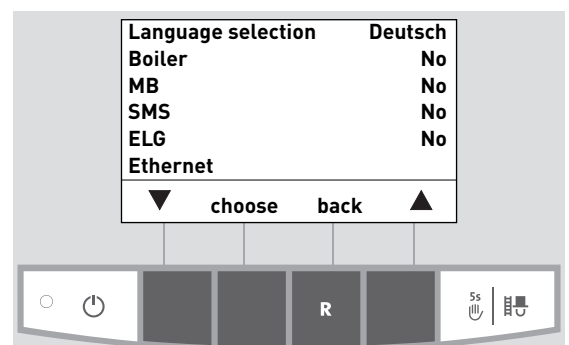 Language selection Deutsch
Boiler No
MB No
SMS No
ELG No
Ethernet
▼ choose back ▲
R 5s